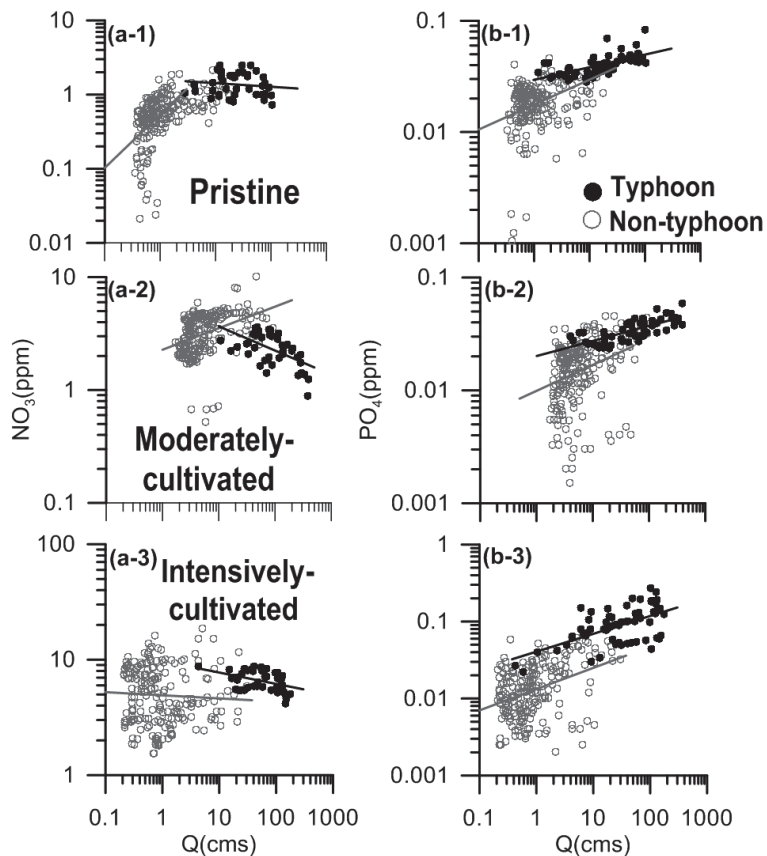 10
(a-1)
1
0.1
0.01
Pristine
0.1
(b-1)
0.01
0.001
Typhoon
Non-typhoon
10
(a-2)
1
0.1
NO₃(ppm)
Moderately-
cultivated
0.1
(b-2)
0.01
0.001
PO₄(ppm)
100
(a-3)
10
1
Intensively-
cultivated
0.1 1 10 100 1000
Q(cms)
1
(b-3)
0.1
0.01
0.001
0.1 1 10 100 1000
Q(cms)